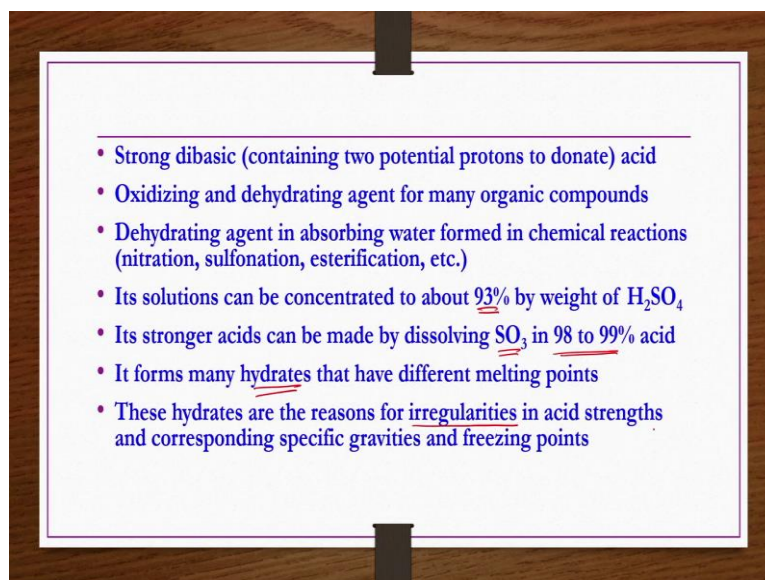 • Strong dibasic (containing two potential protons to donate) acid
• Oxidizing and dehydrating agent for many organic compounds
• Dehydrating agent in absorbing water formed in chemical reactions
(nitration, sulfonation, esterification, etc.)
• Its solutions can be concentrated to about 93% by weight of H₂SO₄
• Its stronger acids can be made by dissolving SO₃ in 98 to 99% acid
• It forms many hydrates that have different melting points
• These hydrates are the reasons for irregularities in acid strengths
and corresponding specific gravities and freezing points